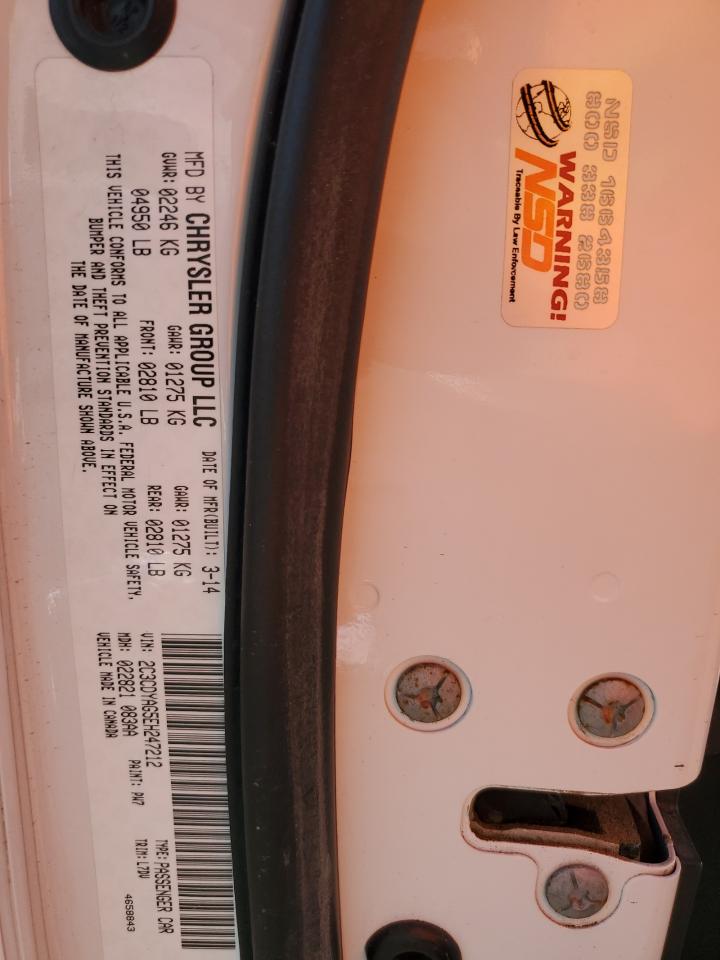 MFD BY CHRYSLER GROUP LLC
DATE OF MFR(BUILT): 3-14
GVWR: 02246 KG
GAWR: 01275 KG
GAWR: 01275 KG
04950 LB
FRONT: 02810 LB
REAR: 02810 LB
THIS VEHICLE CONFORMS TO ALL APPLICABLE U.S.A. FEDERAL MOTOR VEHICLE SAFETY,
BUMPER AND THEFT PREVENTION STANDARDS IN EFFECT ON
THE DATE OF MANUFACTURE SHOWN ABOVE.
VIN: 2C3CDYAG5EH247212
TYPE: PASSENGER CAR
MDH: 022821 083AA
PAINT: PW7
TRIM: L7DV
VEHICLE MADE IN CANADA
4658843
NSD 1664358
800 338 2680
WARNING!
NSD
Traceable By Law Enforcement